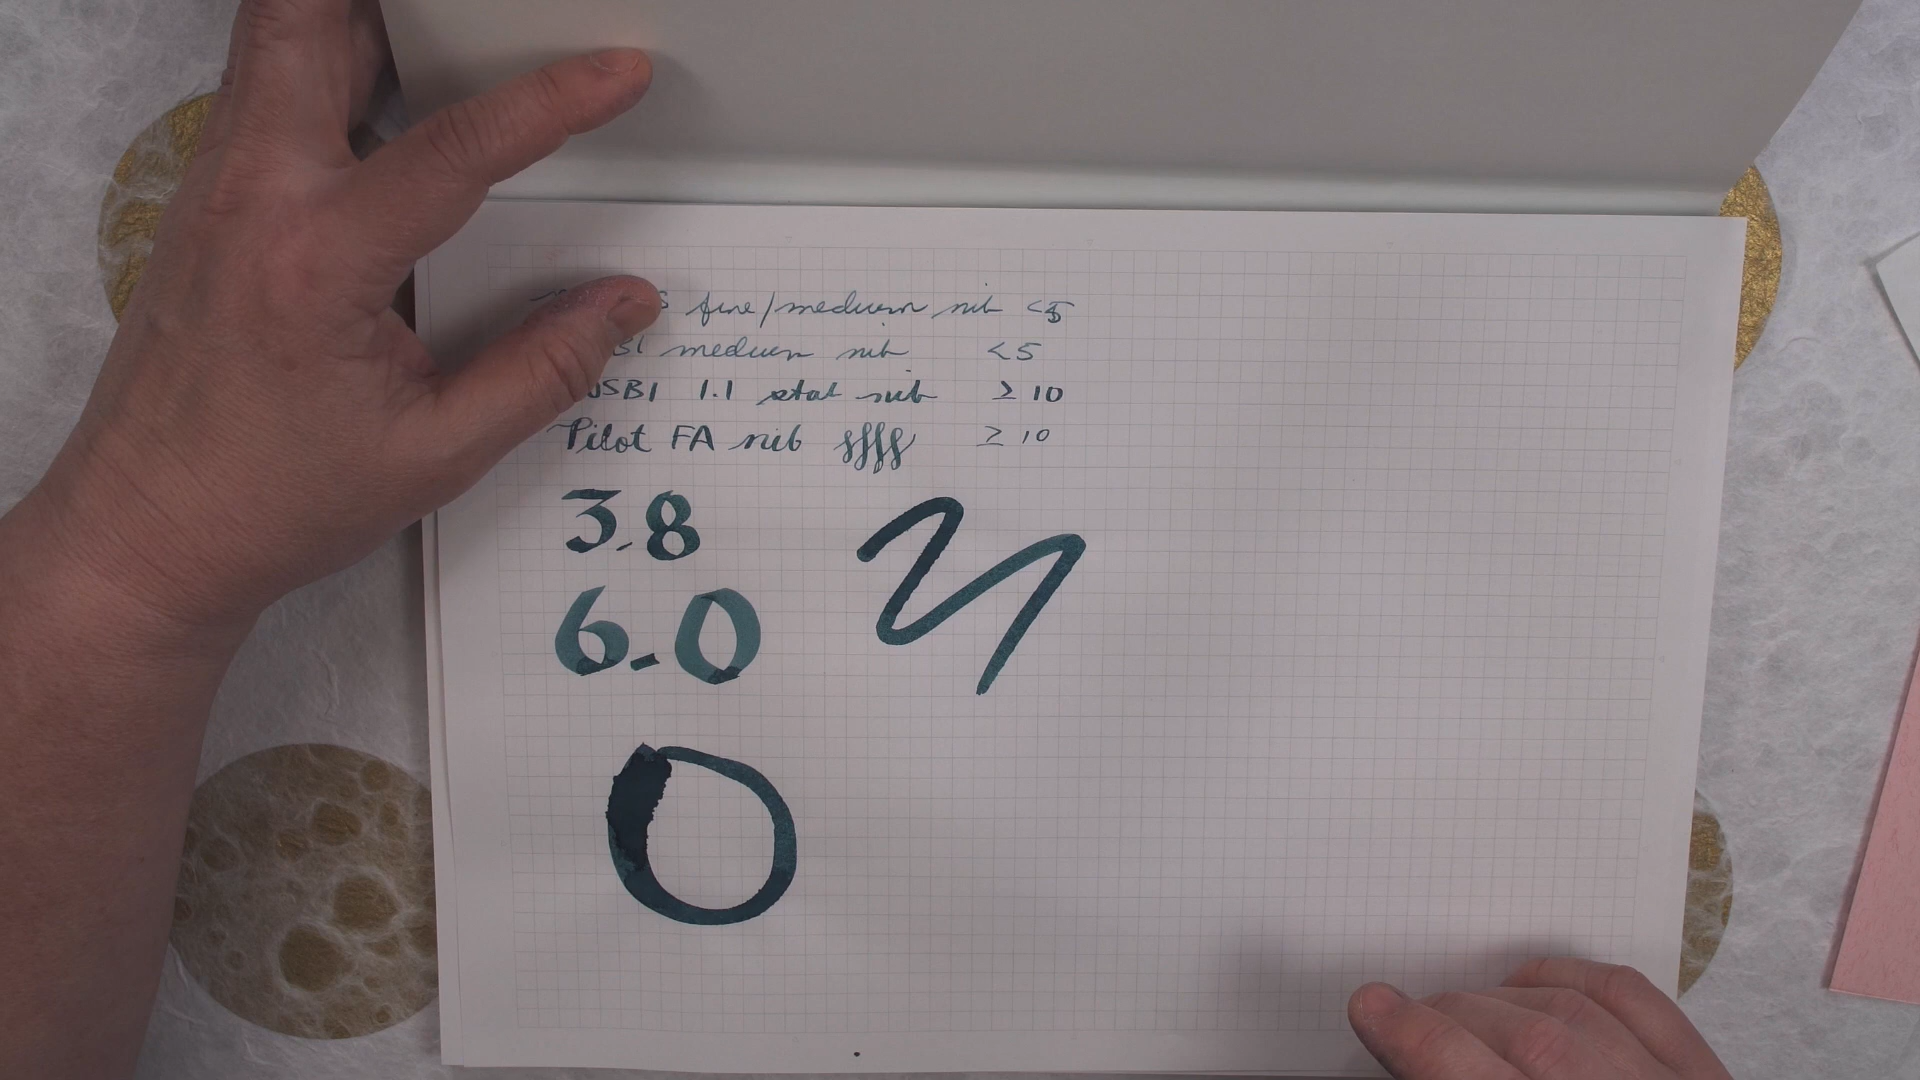 fine/medium nib <5
medium nib <5
1.1 stub nib ≥ 10
Pilot FA nib ≥ 10
3.8
6.0